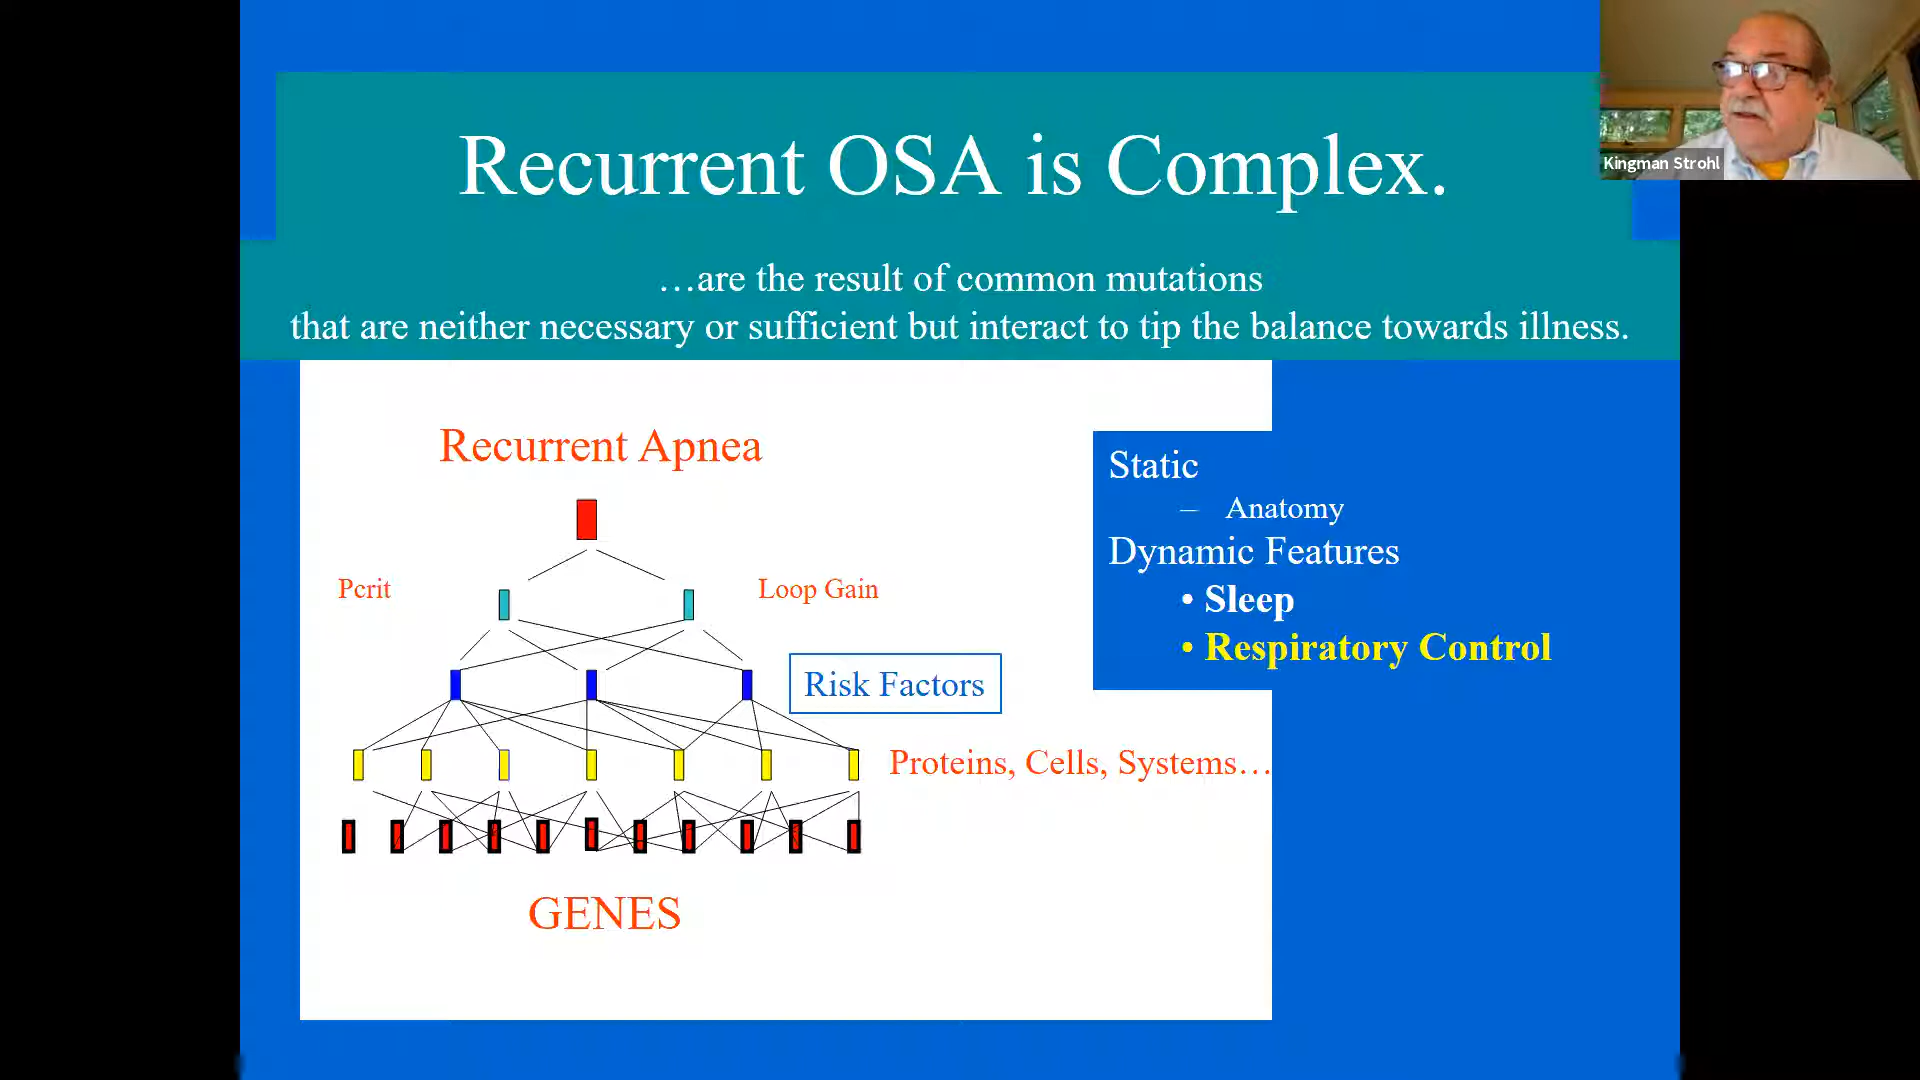 Recurrent OSA is Complex.
Kingman Strohl
…are the result of common mutations
that are neither necessary or sufficient but interact to tip the balance towards illness.
Recurrent Apnea
Static
– Anatomy
Dynamic Features
• Sleep
• Respiratory Control
Pcrit
Loop Gain
Risk Factors
Proteins, Cells, Systems…
GENES